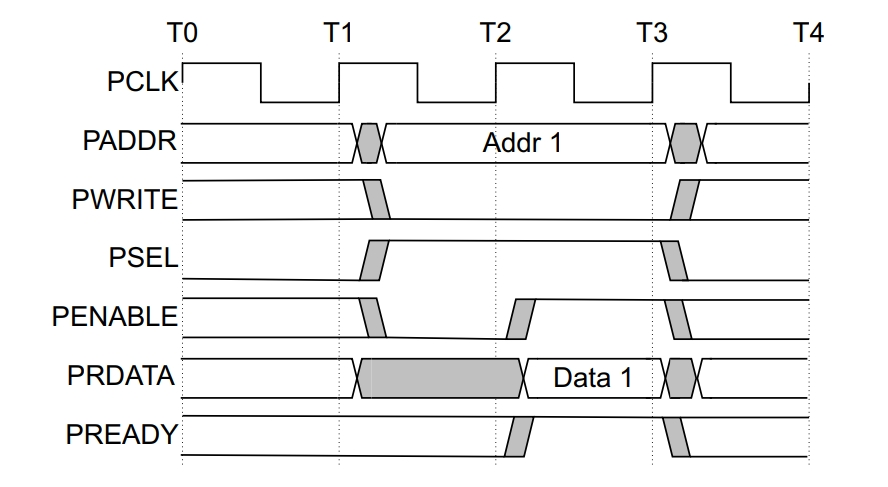 T0 T1 T2 T3 T4
PCLK
PADDR Addr 1
PWRITE
PSEL
PENABLE
PRDATA Data 1
PREADY